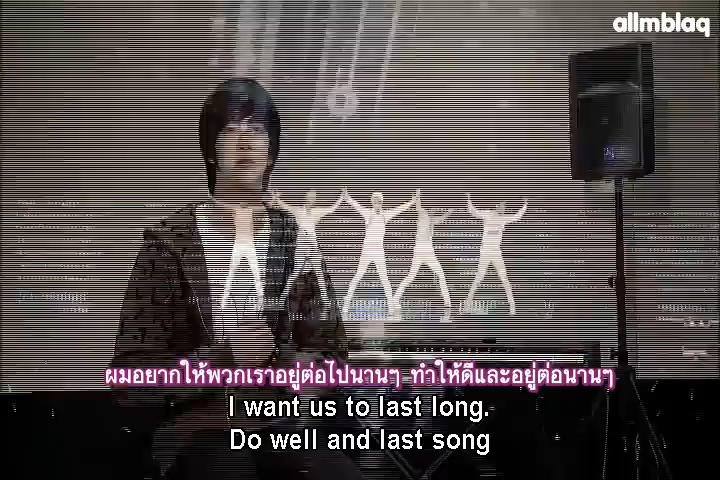 allmblaq
ผมอยากให้พวกเราอยู่ต่อไปนานๆ ทำให้ดีและอยู่ต่อนานๆ
I want us to last long.
Do well and last song